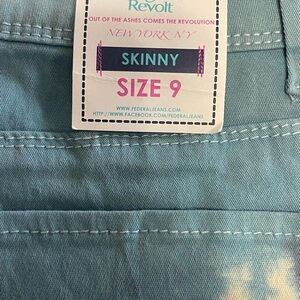 Revolt
OUT OF THE ASHES COMES THE REVOLUTION
NEW YORK NY
SKINNY
SIZE 9
WWW.FEDERALJEANS.COM
HTTP://WWW.FACEBOOK.COM/FEDERALJEANS